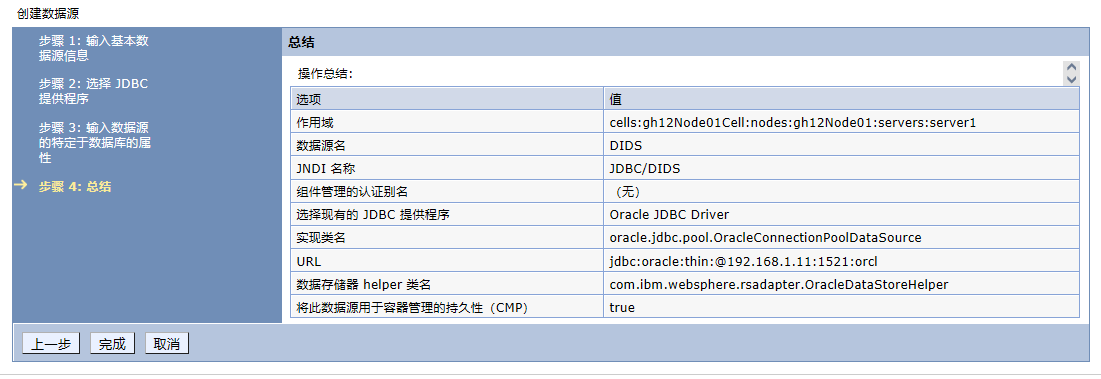 创建数据源
步骤 1: 输入基本数
据源信息
步骤 2: 选择 JDBC
提供程序
步骤 3: 输入数据源
的特定于数据库的属
性
步骤 4: 总结
总结
操作总结:
选项 值
作用域 cells:gh12Node01Cell:nodes:gh12Node01:servers:server1
数据源名 DIDS
JNDI 名称 JDBC/DIDS
组件管理的认证别名 （无）
选择现有的 JDBC 提供程序 Oracle JDBC Driver
实现类名 oracle.jdbc.pool.OracleConnectionPoolDataSource
URL jdbc:oracle:thin:@192.168.1.11:1521:orcl
数据存储器 helper 类名 com.ibm.websphere.rsadapter.OracleDataStoreHelper
将此数据源用于容器管理的持久性（CMP） true
上一步 完成 取消